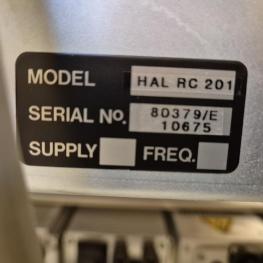 MODEL HAL RC 201
SERIAL No. 80379/E
10675
SUPPLY FREQ.